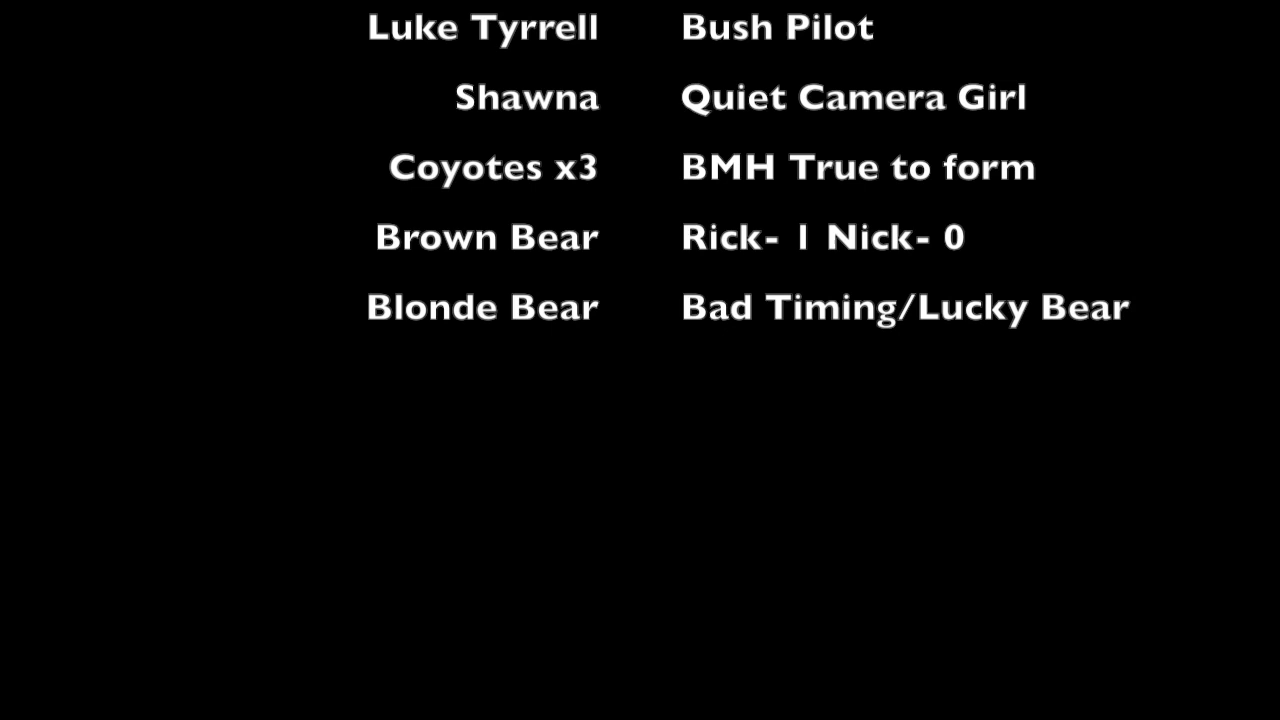 Luke Tyrrell Bush Pilot
Shawna Quiet Camera Girl
Coyotes x3 BMH True to form
Brown Bear Rick- 1 Nick- 0
Blonde Bear Bad Timing/Lucky Bear